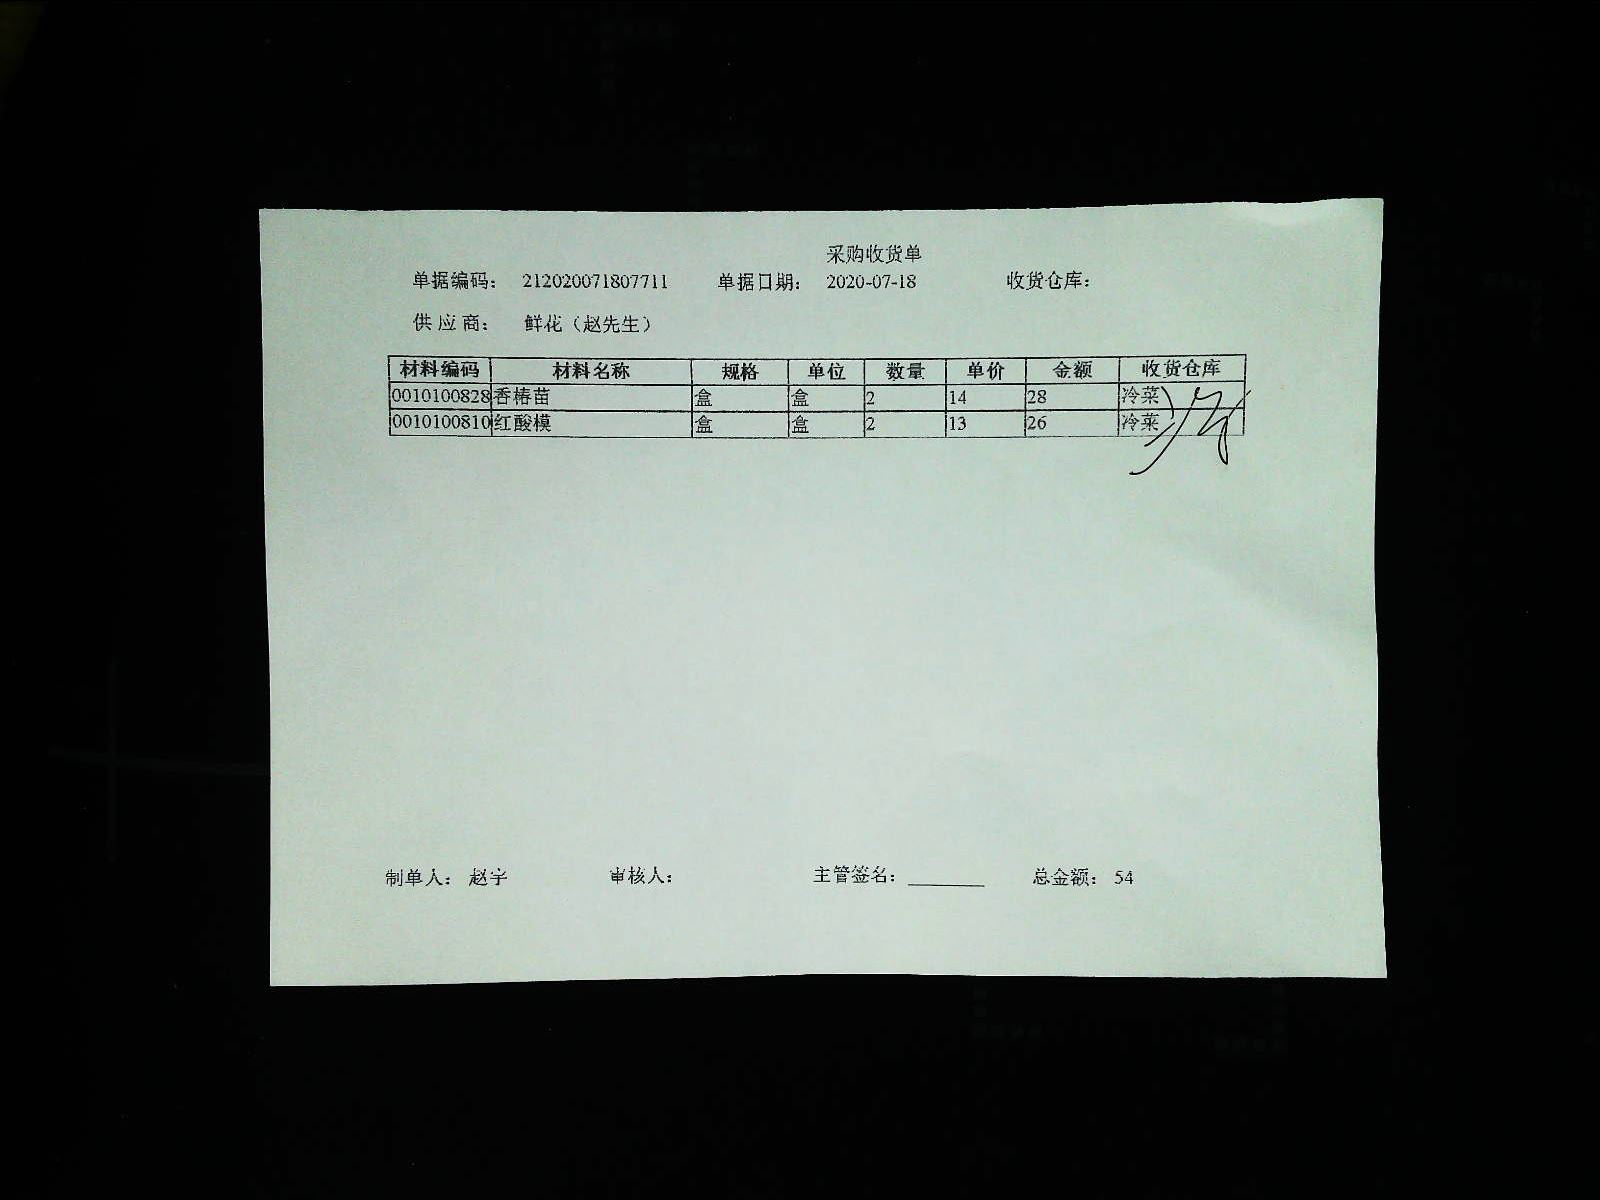 采购收货单
单据编码： 212020071807711 单据日期： 2020-07-18 收货仓库：
供应商： 鲜花（赵先生）
材料编码 材料名称 规格 单位 数量 单价 金额 收货仓库
0010100828 香椿苗 盒 盒 2 14 28 冷菜
0010100810 红酸模 盒 盒 2 13 26 冷菜
制单人： 赵宇 审核人： 主管签名： 总金额： 54